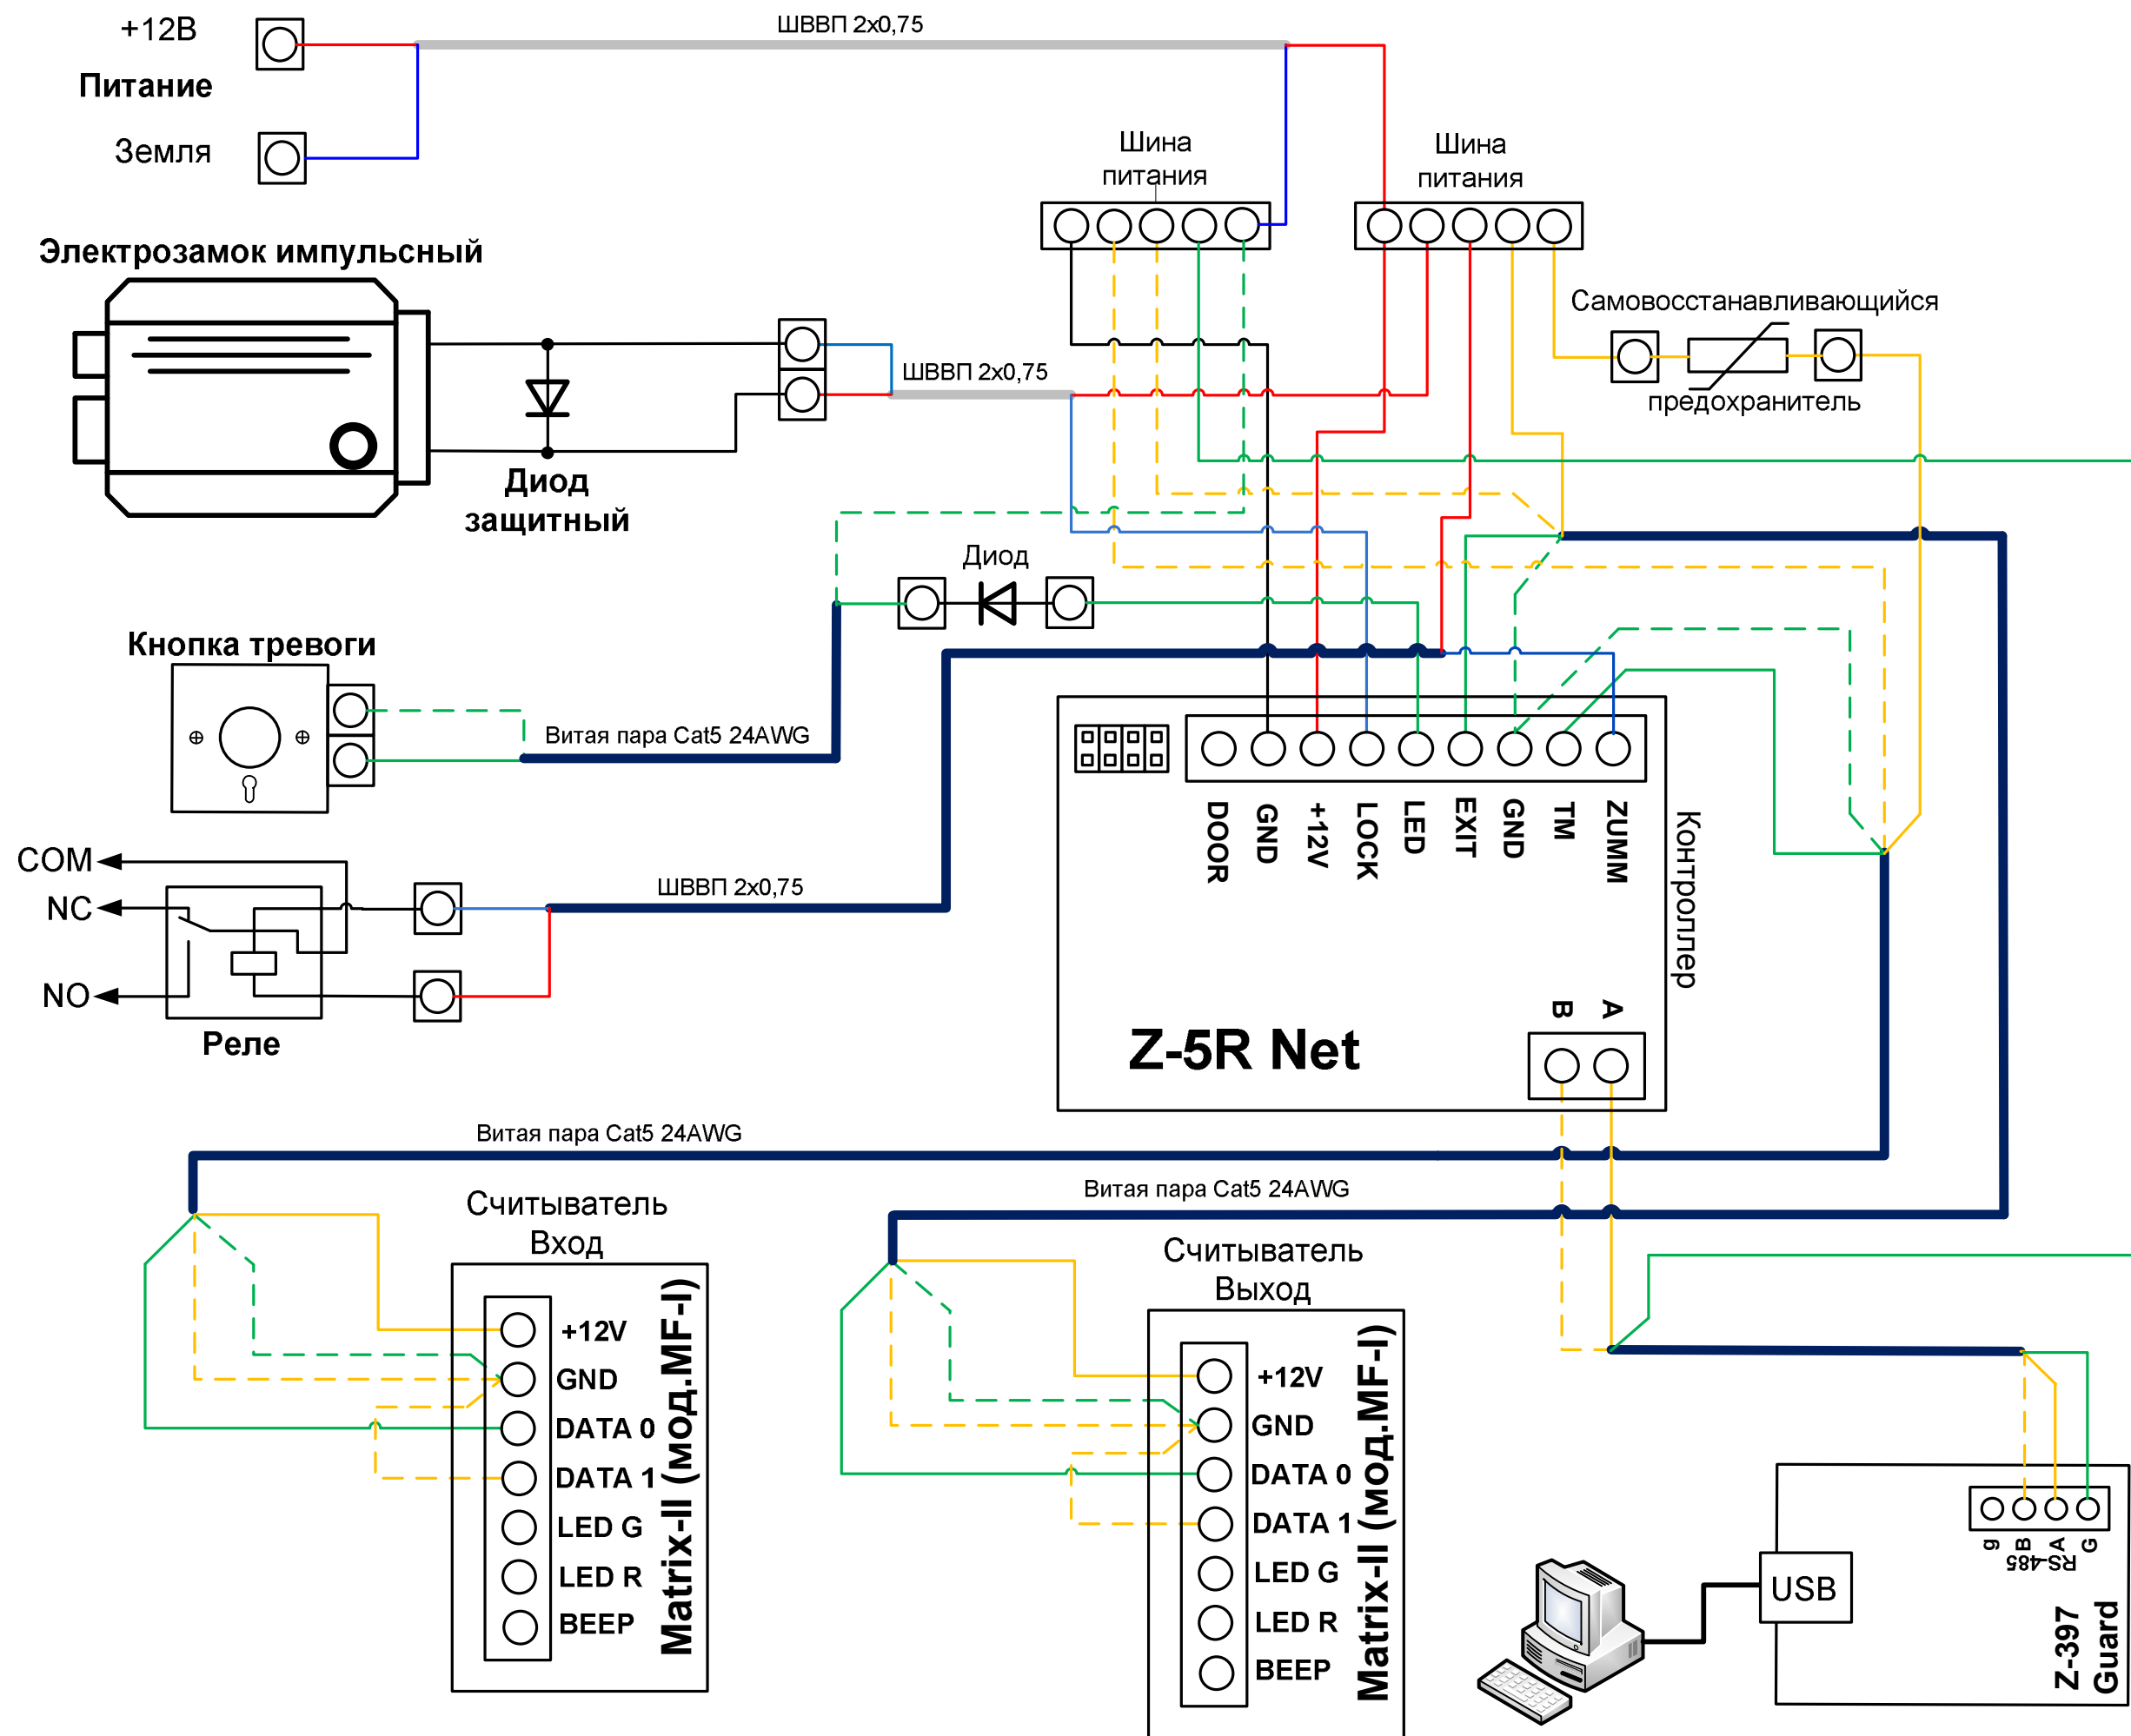 +12В
ШВВП 2х0,75
Питание
Земля
Шина
питания
Шина
питания
Электрозамок импульсный
Самовосстанавливающийся
предохранитель
ШВВП 2х0,75
Диод
защитный
Диод
Кнопка тревоги
Витая пара Cat5 24AWG
DOOR
GND
+12V
LOCK
LED
EXIT
GND
TM
ZUMM
Контроллер
COM
NC
NO
ШВВП 2х0,75
Реле
B
A
Z-5R Net
Витая пара Cat5 24AWG
Витая пара Cat5 24AWG
Считыватель
Вход
+12V
GND
DATA 0
DATA 1
LED G
LED R
BEEP
Matrix-II (мод.MF-I)
Считыватель
Выход
+12V
GND
DATA 0
DATA 1
LED G
LED R
BEEP
Matrix-II (мод.MF-I)
g
B
A
G
RS-485
USB
Z-397
Guard